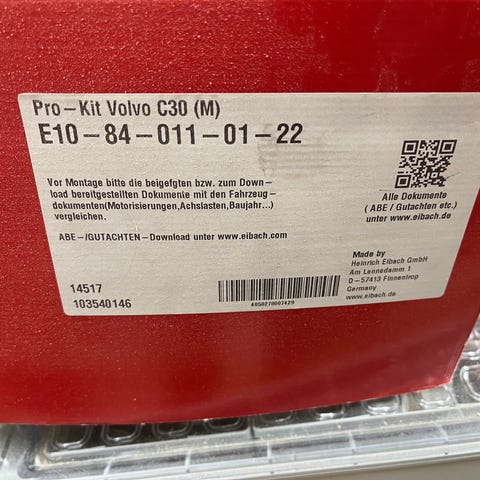 Pro-Kit Volvo C30 (M)
E10-84-011-01-22
Vor Montage bitte die beigefgten bzw. zum Down-
load bereitgestellten Dokumente mit den Fahrzeug-
dokumenten(Motorisierungen,Achslasten,Baujahr...)
vergleichen.
ABE-/GUTACHTEN-Download unter www.eibach.com
Alle Dokumente
( ABE / Gutachten etc.)
unter www.eibach.de
14517
103540146
4050270007429
Made by
Heinrich Eibach GmbH
Am Lennedamm 1
D-57413 Finnentrop
Germany
www.eibach.de